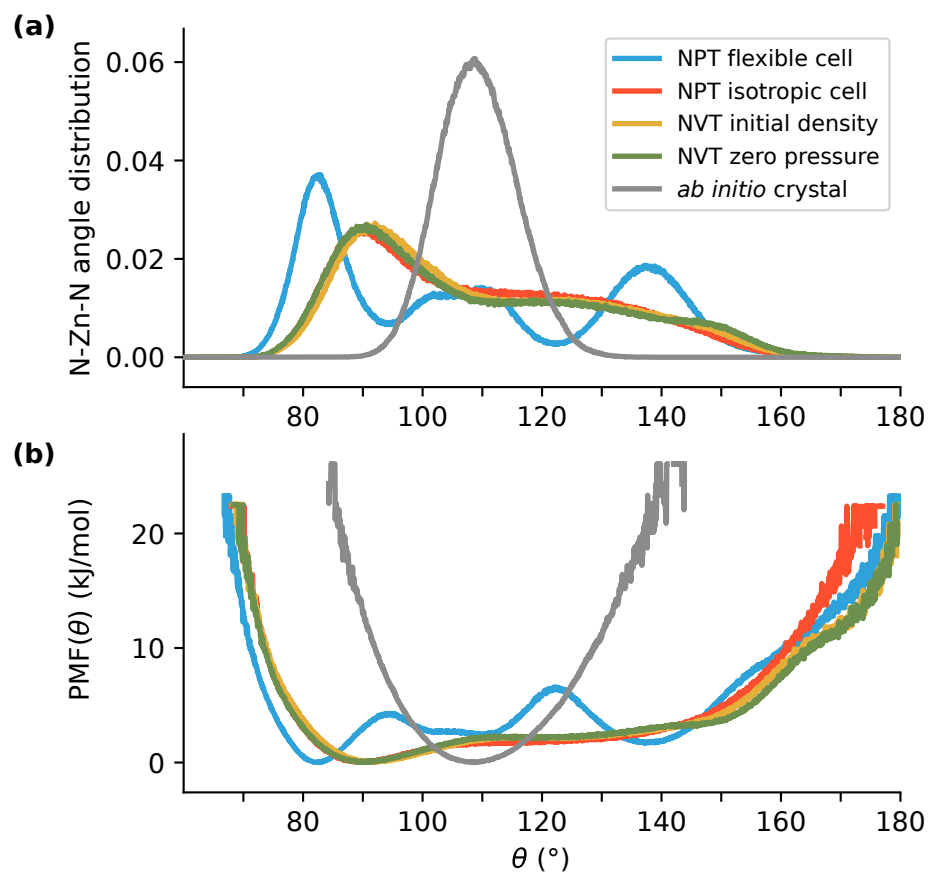 (a)
N-Zn-N angle distribution
0.06
0.04
0.02
0.00
NPT flexible cell
NPT isotropic cell
NVT initial density
NVT zero pressure
ab initio crystal
80 100 120 140 160 180
(b)
PMF(θ) (kJ/mol)
20
10
0
80 100 120 140 160 180
θ (°)